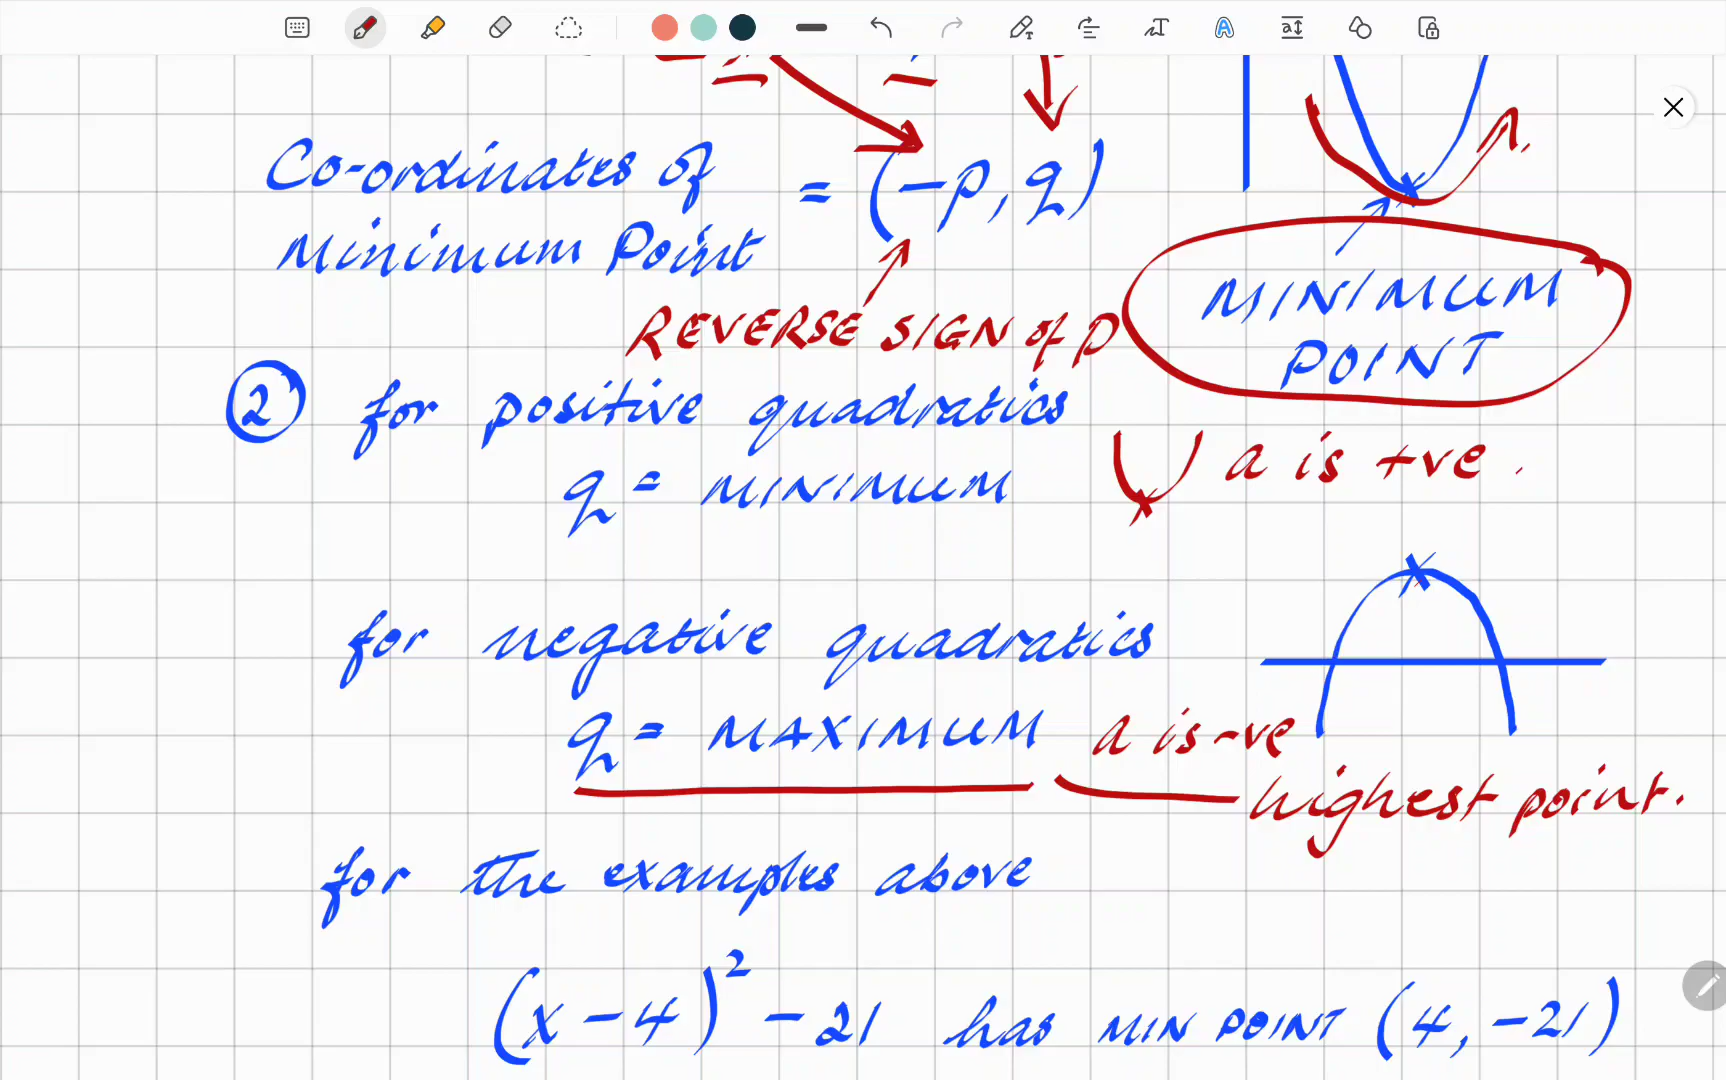 Co-ordinates of
Minimum Point = (-p, q)
REVERSE SIGN of p
MINIMUM
POINT
② for positive quadratics
q = MINIMUM
a is +ve.
for negative quadratics
q = MAXIMUM
a is -ve
highest point.
for the examples above
(x - 4)² - 21 has MIN POINT (4, -21)